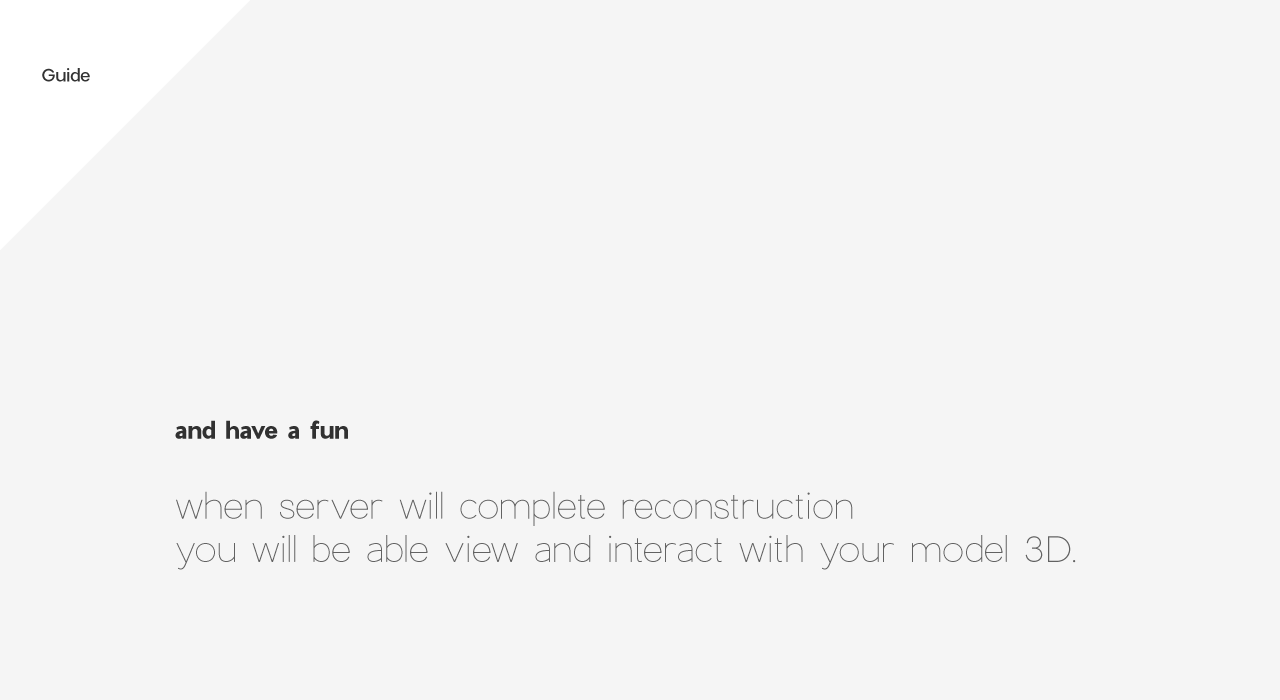 Guide
and have a fun
when server will complete reconstruction
you will be able view and interact with your model 3D.